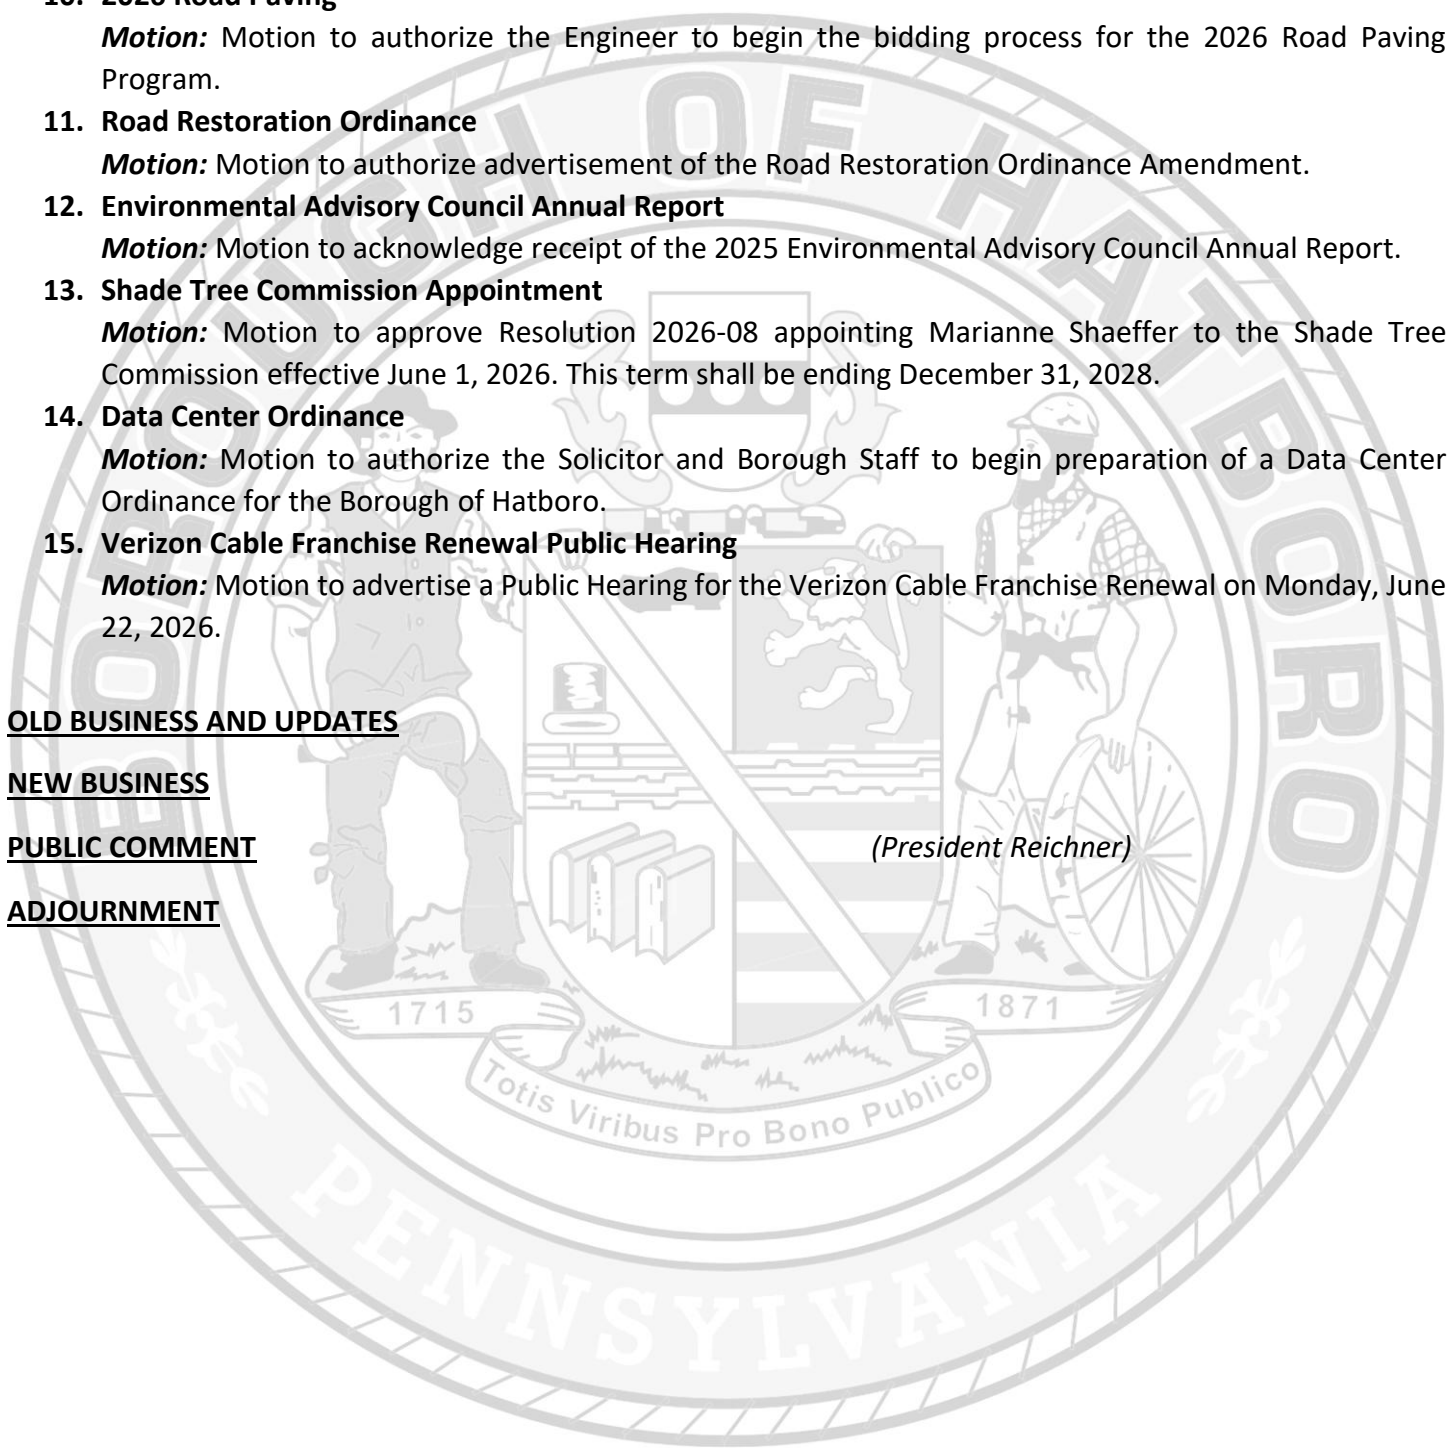 10. 2026 Road Paving
Motion: Motion to authorize the Engineer to begin the bidding process for the 2026 Road Paving
Program.
11. Road Restoration Ordinance
Motion: Motion to authorize advertisement of the Road Restoration Ordinance Amendment.
12. Environmental Advisory Council Annual Report
Motion: Motion to acknowledge receipt of the 2025 Environmental Advisory Council Annual Report.
13. Shade Tree Commission Appointment
Motion: Motion to approve Resolution 2026-08 appointing Marianne Shaeffer to the Shade Tree
Commission effective June 1, 2026. This term shall be ending December 31, 2028.
14. Data Center Ordinance
Motion: Motion to authorize the Solicitor and Borough Staff to begin preparation of a Data Center
Ordinance for the Borough of Hatboro.
15. Verizon Cable Franchise Renewal Public Hearing
Motion: Motion to advertise a Public Hearing for the Verizon Cable Franchise Renewal on Monday, June
22, 2026.
OLD BUSINESS AND UPDATES
NEW BUSINESS
PUBLIC COMMENT (President Reichner)
ADJOURNMENT
BOROUGH OF HATBORO
1715
1871
Totis Viribus Pro Bono Publico
PENNSYLVANIA